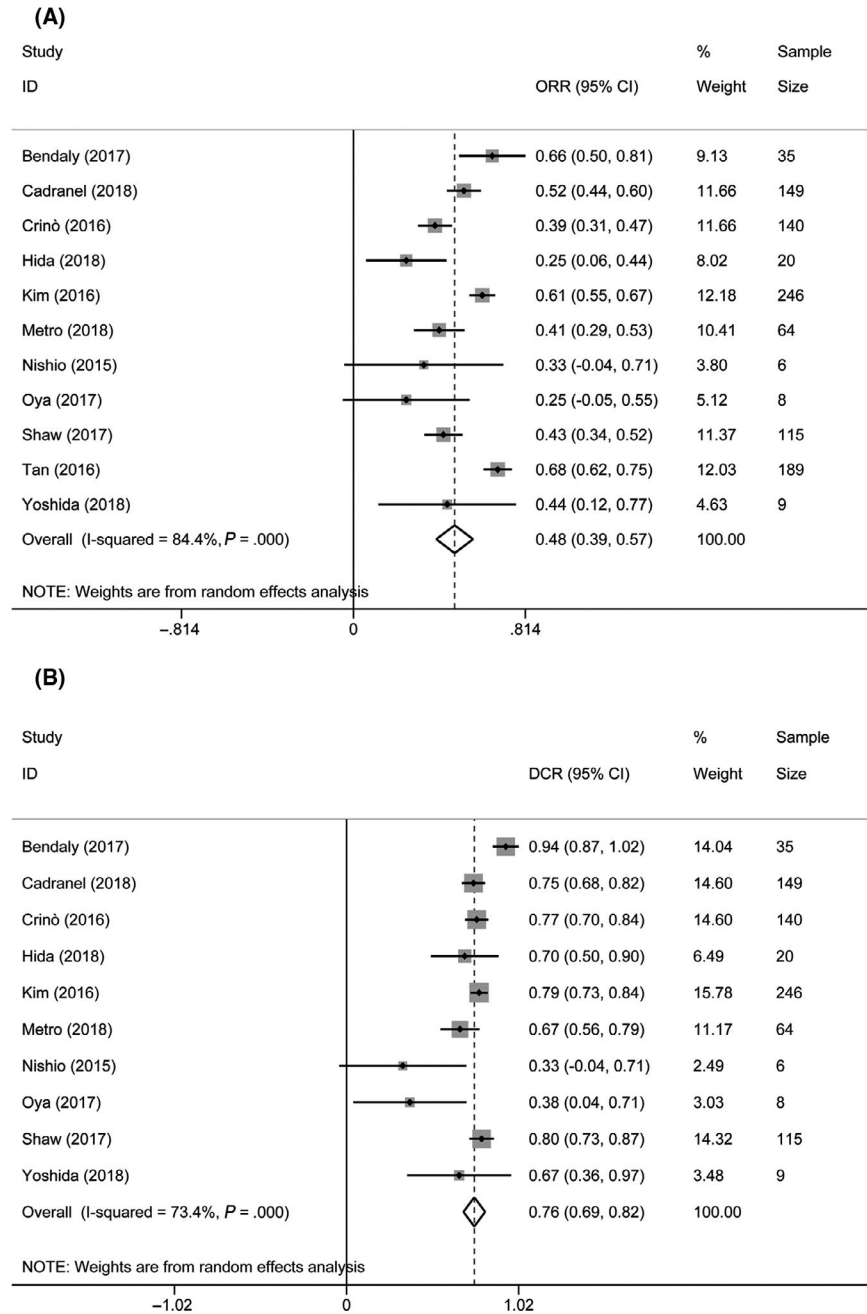 (A)
Study % Sample
ID ORR (95% CI) Weight Size
Bendaly (2017) 0.66 (0.50, 0.81) 9.13 35
Cadranel (2018) 0.52 (0.44, 0.60) 11.66 149
Crinò (2016) 0.39 (0.31, 0.47) 11.66 140
Hida (2018) 0.25 (0.06, 0.44) 8.02 20
Kim (2016) 0.61 (0.55, 0.67) 12.18 246
Metro (2018) 0.41 (0.29, 0.53) 10.41 64
Nishio (2015) 0.33 (-0.04, 0.71) 3.80 6
Oya (2017) 0.25 (-0.05, 0.55) 5.12 8
Shaw (2017) 0.43 (0.34, 0.52) 11.37 115
Tan (2016) 0.68 (0.62, 0.75) 12.03 189
Yoshida (2018) 0.44 (0.12, 0.77) 4.63 9
Overall (I-squared = 84.4%, P = .000) 0.48 (0.39, 0.57) 100.00
NOTE: Weights are from random effects analysis
-.814 0 .814
(B)
Study % Sample
ID DCR (95% CI) Weight Size
Bendaly (2017) 0.94 (0.87, 1.02) 14.04 35
Cadranel (2018) 0.75 (0.68, 0.82) 14.60 149
Crinò (2016) 0.77 (0.70, 0.84) 14.60 140
Hida (2018) 0.70 (0.50, 0.90) 6.49 20
Kim (2016) 0.79 (0.73, 0.84) 15.78 246
Metro (2018) 0.67 (0.56, 0.79) 11.17 64
Nishio (2015) 0.33 (-0.04, 0.71) 2.49 6
Oya (2017) 0.38 (0.04, 0.71) 3.03 8
Shaw (2017) 0.80 (0.73, 0.87) 14.32 115
Yoshida (2018) 0.67 (0.36, 0.97) 3.48 9
Overall (I-squared = 73.4%, P = .000) 0.76 (0.69, 0.82) 100.00
NOTE: Weights are from random effects analysis
-1.02 0 1.02